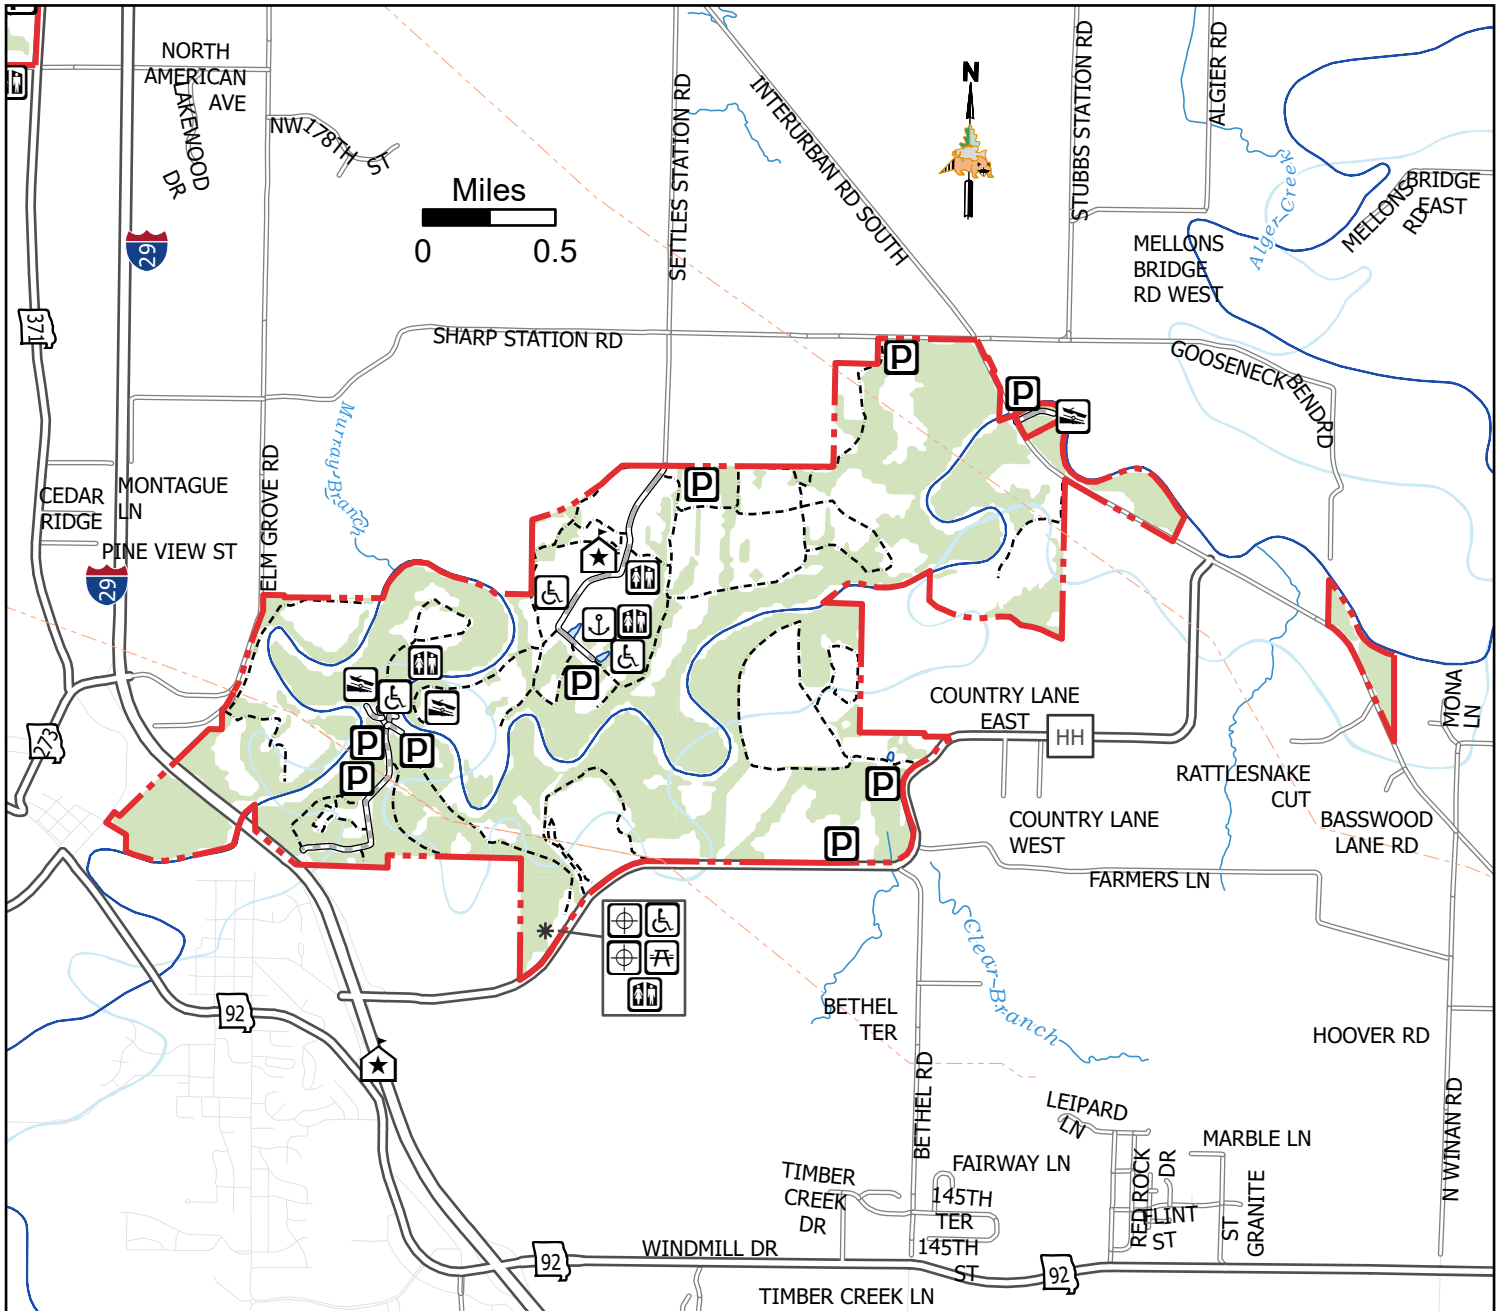 NORTH
AMERICAN
AVE
LAKEWOOD
DR
NW 178TH ST
29
371
Miles
0 0.5
SETTLES STATION RD
INTERURBAN RD SOUTH
N
STUBBS STATION RD
ALGIER RD
Alger Creek
MELLONS
BRIDGE
RD WEST
MELLONS
RD
BRIDGE
EAST
SHARP STATION RD
GOOSENECK
BEND
RD
P
P
P
P
P
P
P
P
P
Murray Branch
ELM GROVE RD
CEDAR
RIDGE
MONTAGUE
LN
PINE VIEW ST
29
273
COUNTRY LANE
EAST
HH
MONA
LN
RATTLESNAKE
CUT
COUNTRY LANE
WEST
BASSWOOD
LANE RD
FARMERS LN
Clear Branch
92
BETHEL
TER
HOOVER RD
BETHEL RD
N WINAN RD
LEIPARD
LN
MARBLE LN
RED ROCK
DR
FLINT
ST
GRANITE
ST
TIMBER
CREEK
DR
FAIRWAY LN
145TH
TER
145TH
ST
WINDMILL DR
92
92
TIMBER CREEK LN